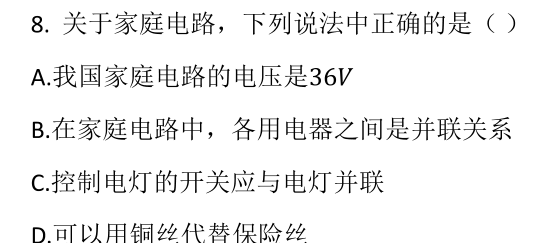 8. 关于家庭电路，下列说法中正确的是（ ）
A.我国家庭电路的电压是36V
B.在家庭电路中，各用电器之间是并联关系
C.控制电灯的开关应与电灯并联
D.可以用铜丝代替保险丝